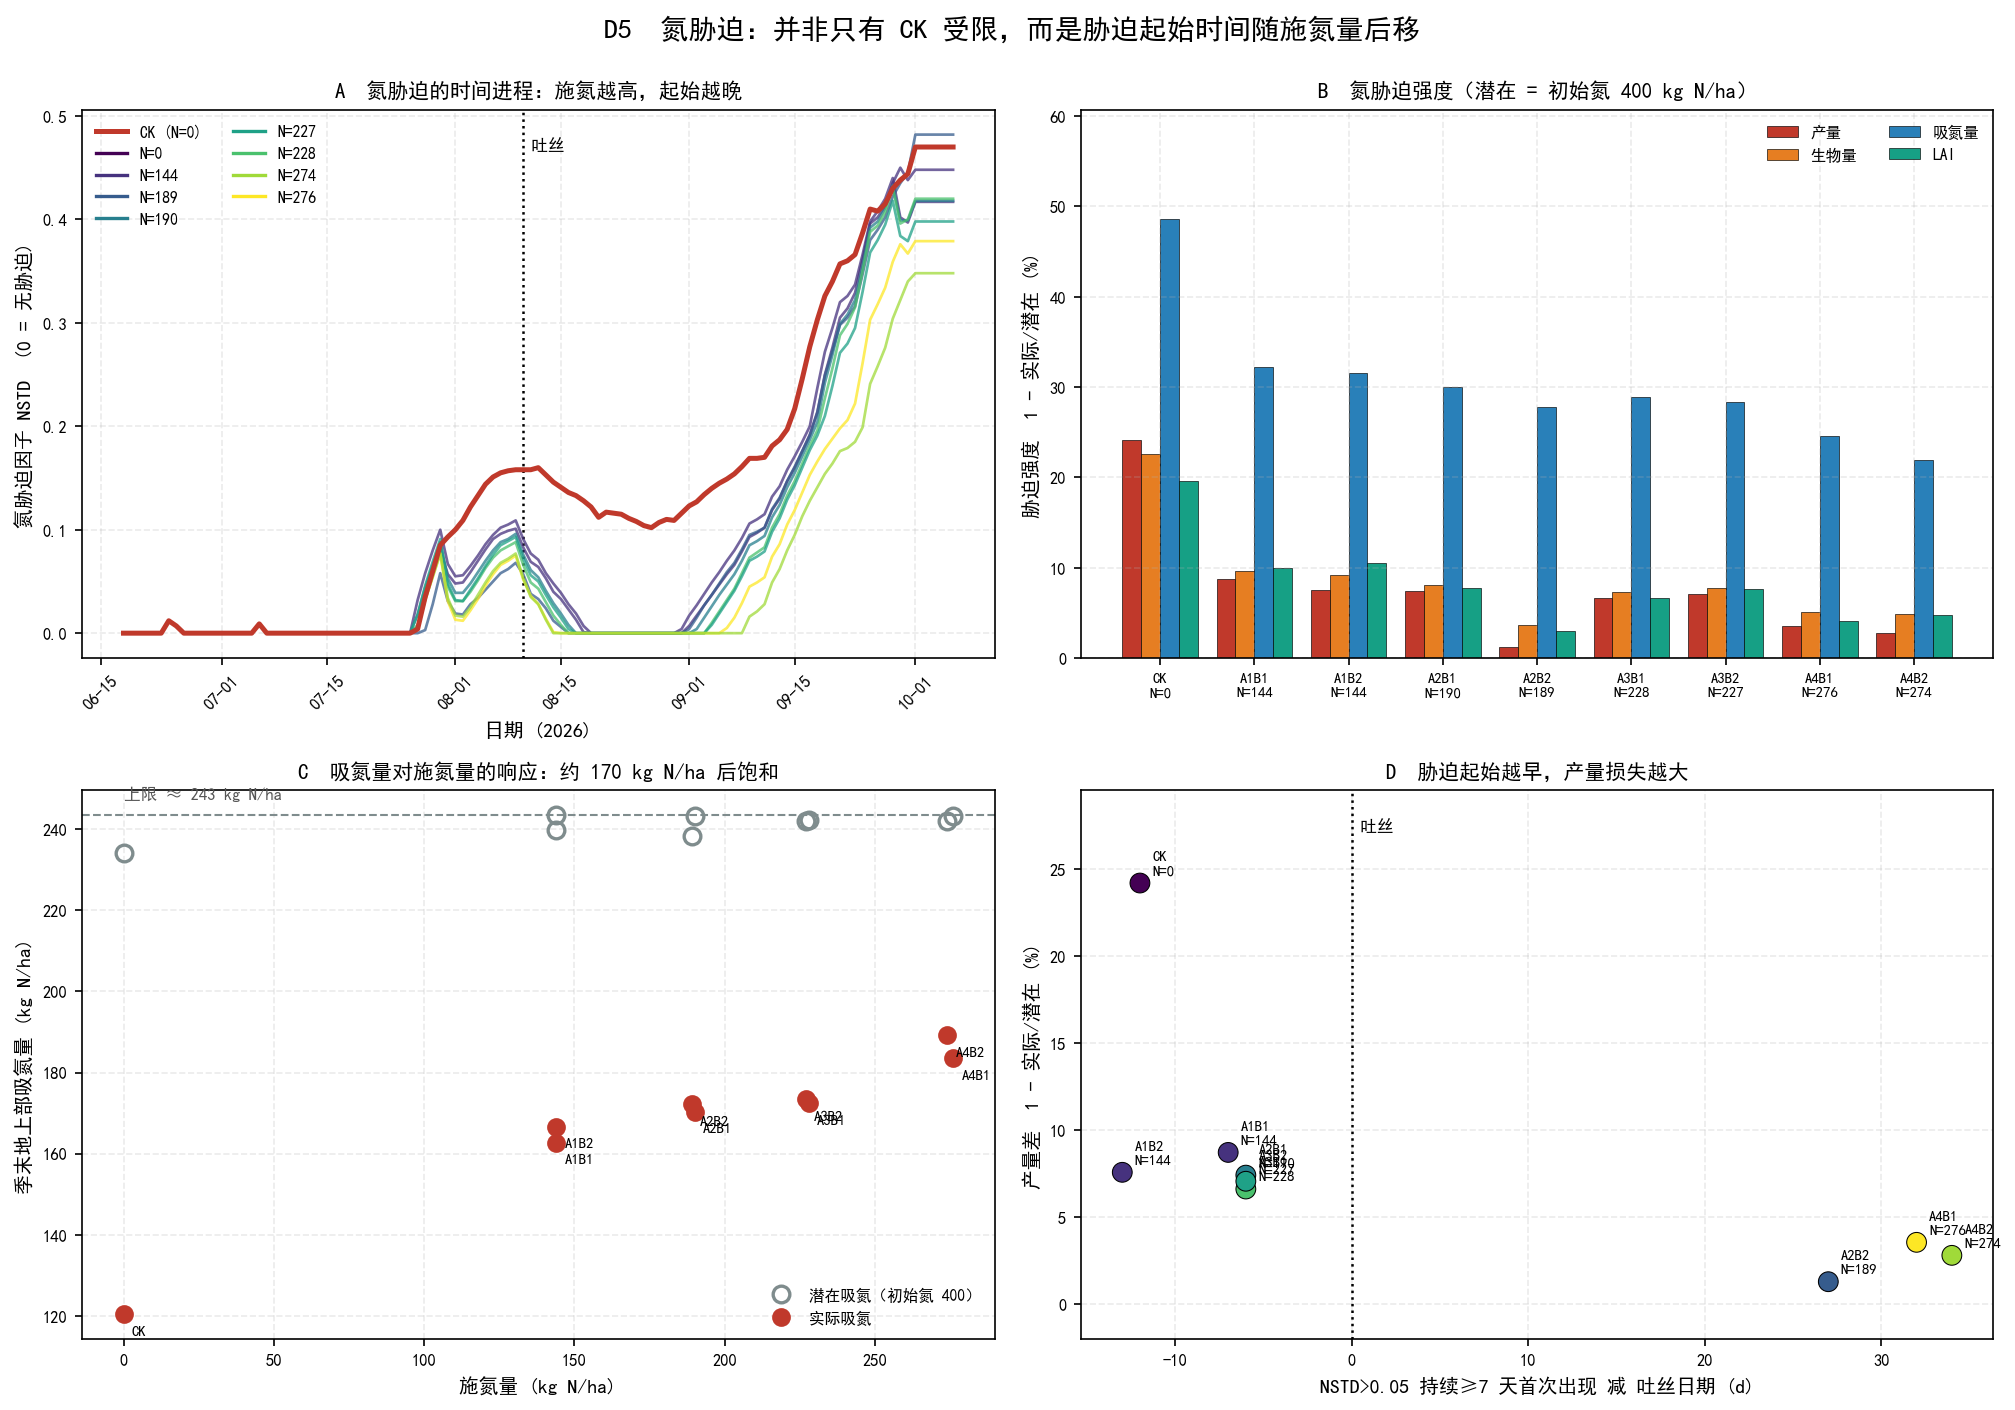 D5  氮胁迫：并非只有 CK 受限，而是胁迫起始时间随施氮量后移
A  氮胁迫的时间进程：施氮越高，起始越晚
氮胁迫因子 NSTD  (0 = 无胁迫)
0.5
0.4
0.3
0.2
0.1
0.0
CK (N=0)
N=0
N=144
N=189
N=190
N=227
N=228
N=274
N=276
吐丝
06-15
07-01
07-15
08-01
08-15
09-01
09-15
10-01
日期 (2026)
B  氮胁迫强度（潜在 = 初始氮 400 kg N/ha）
胁迫强度  1 - 实际/潜在 (%)
60
50
40
30
20
10
0
产量
生物量
吸氮量
LAI
CK
N=0
A1B1
N=144
A1B2
N=144
A2B1
N=190
A2B2
N=189
A3B1
N=228
A3B2
N=227
A4B1
N=276
A4B2
N=274
C  吸氮量对施氮量的响应：约 170 kg N/ha 后饱和
上限 ≈ 243 kg N/ha
季末地上部吸氮量 (kg N/ha)
240
220
200
180
160
140
120
A4B2
A4B1
A2B2
A2B1
A3B2
A3B1
A1B2
A1B1
CK
潜在吸氮（初始氮 400）
实际吸氮
0
50
100
150
200
250
施氮量 (kg N/ha)
D  胁迫起始越早，产量损失越大
产量差  1 - 实际/潜在 (%)
25
20
15
10
5
0
吐丝
CK
N=0
A1B2
N=144
A1B1
N=144
A2B1
N=228
A4B1
N=276
A4B2
N=274
A2B2
N=189
-10
0
10
20
30
NSTD>0.05 持续≥7 天首次出现 减 吐丝日期 (d)